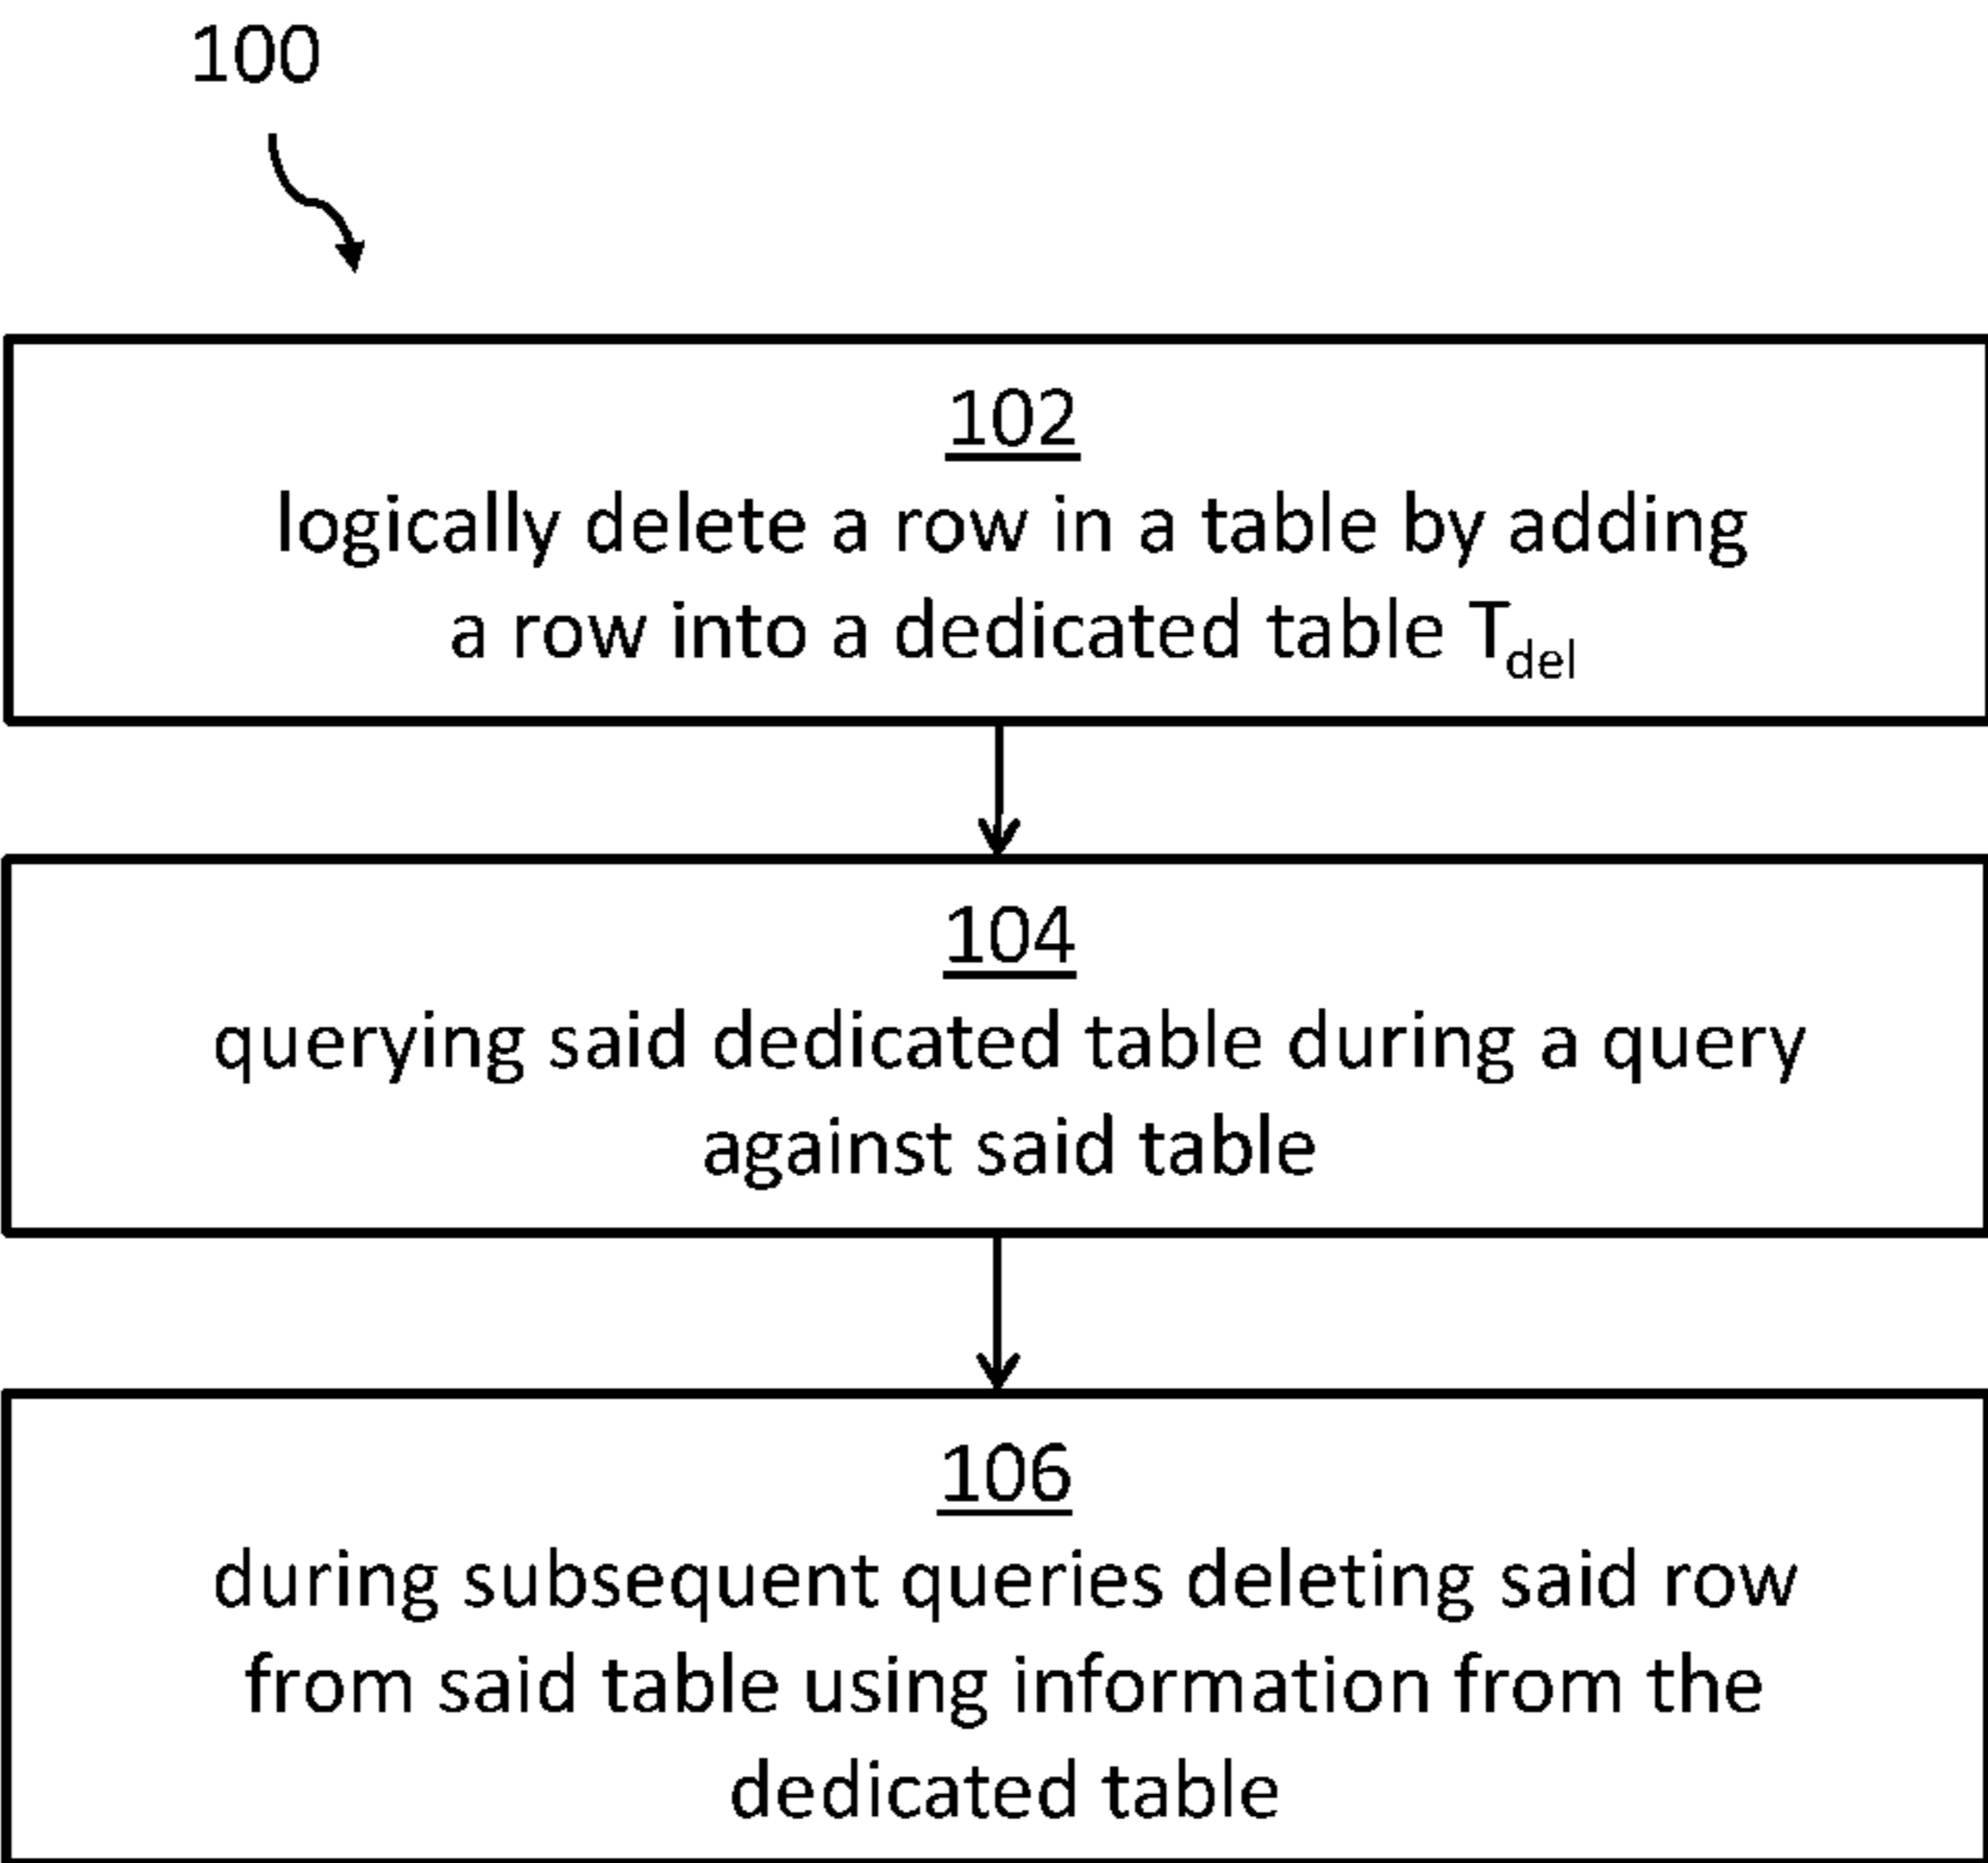 100
102
logically delete a row in a table by adding
a row into a dedicated table Tdel
104
querying said dedicated table during a query
against said table
106
during subsequent queries deleting said row
from said table using information from the
dedicated table